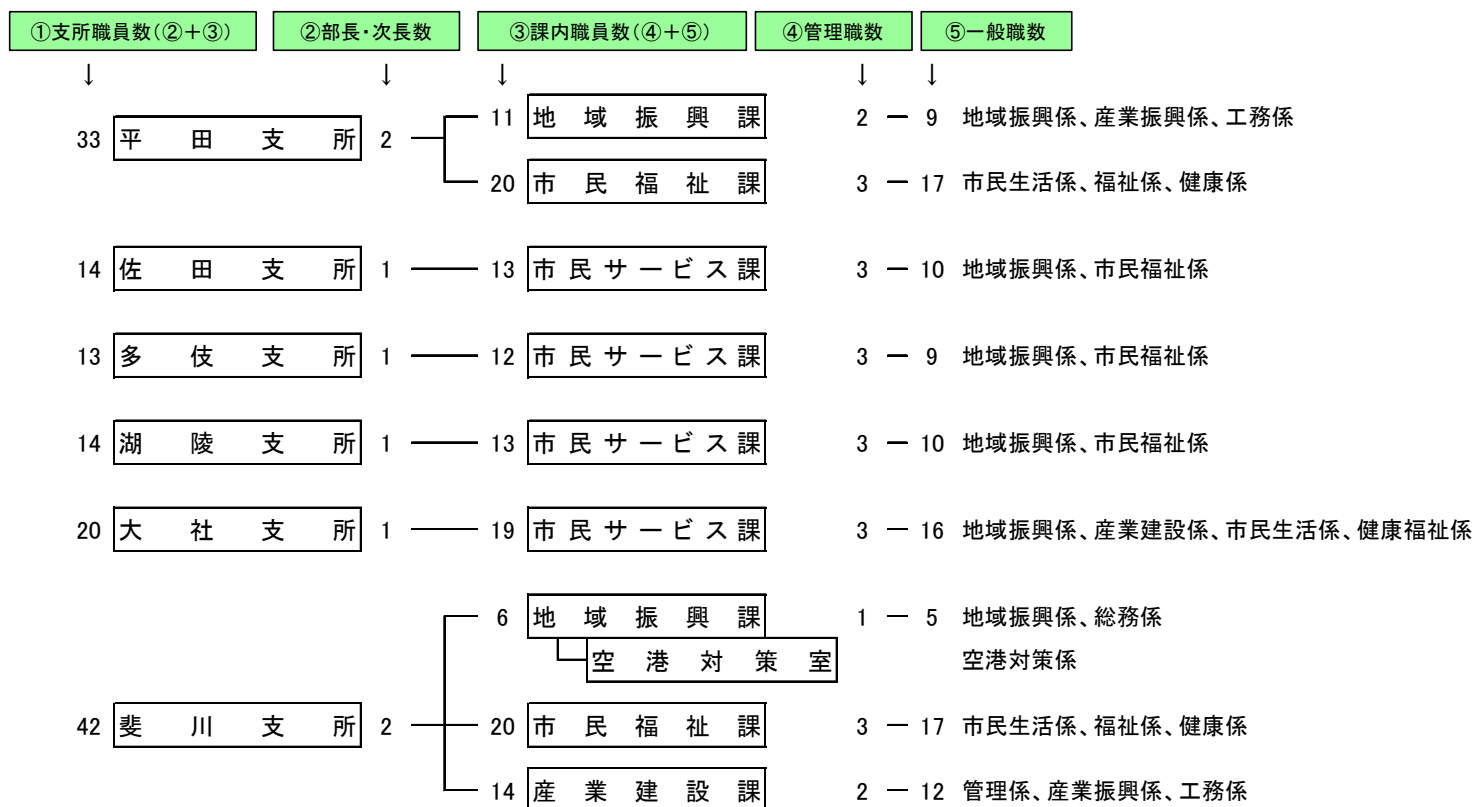 ①支所職員数(②+③) ②部長・次長数 ③課内職員数(④+⑤) ④管理職数 ⑤一般職数
↓ ↓ ↓ ↓ ↓
33 平田支所 2 11 地域振興課 2 ー 9 地域振興係、産業振興係、工務係
20 市民福祉課 3 ー 17 市民生活係、福祉係、健康係
14 佐田支所 1 13 市民サービス課 3 ー 10 地域振興係、市民福祉係
13 多伎支所 1 12 市民サービス課 3 ー 9 地域振興係、市民福祉係
14 湖陵支所 1 13 市民サービス課 3 ー 10 地域振興係、市民福祉係
20 大社支所 1 19 市民サービス課 3 ー 16 地域振興係、産業建設係、市民生活係、健康福祉係
6 地域振興課 1 ー 5 地域振興係、総務係
空港対策室 空港対策係
42 斐川支所 2 20 市民福祉課 3 ー 17 市民生活係、福祉係、健康係
14 産業建設課 2 ー 12 管理係、産業振興係、工務係